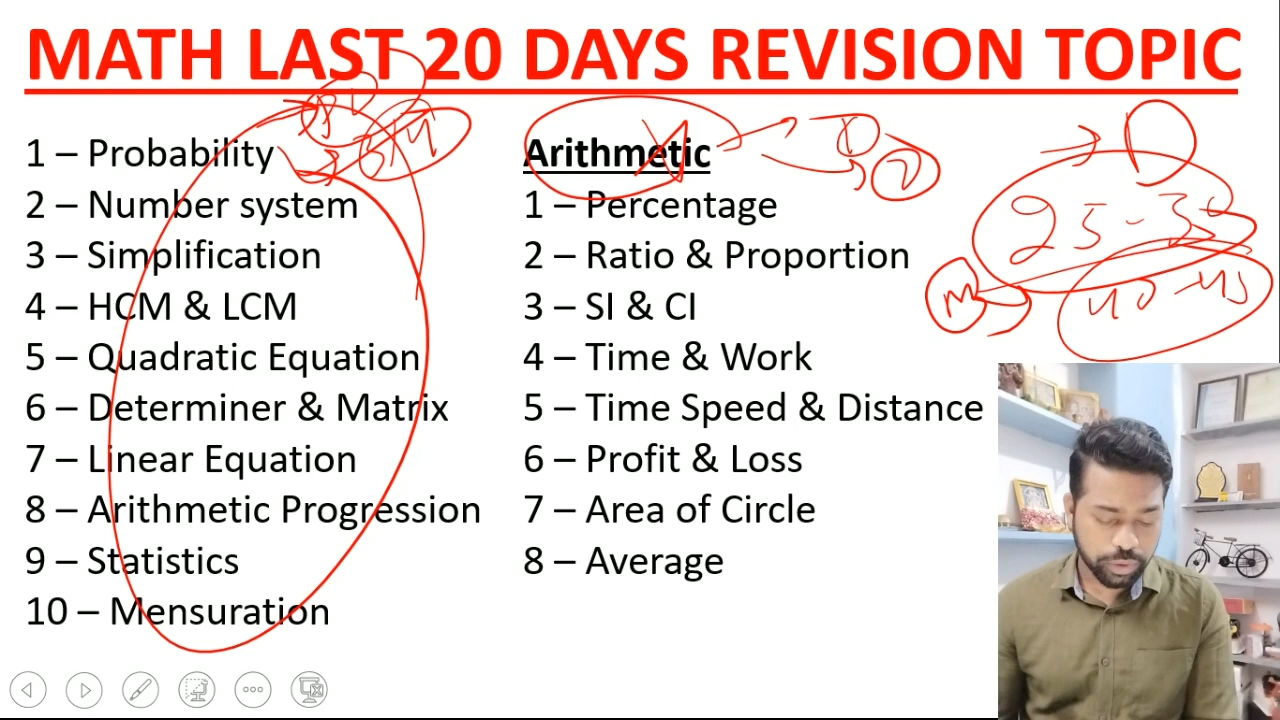 MATH LAST 20 DAYS REVISION TOPIC
1 – Probability
2 – Number system
3 – Simplification
4 – HCM & LCM
5 – Quadratic Equation
6 – Determiner & Matrix
7 – Linear Equation
8 – Arithmetic Progression
9 – Statistics
10 – Mensuration
Arithmetic
1 – Percentage
2 – Ratio & Proportion
3 – SI & CI
4 – Time & Work
5 – Time Speed & Distance
6 – Profit & Loss
7 – Area of Circle
8 – Average
25-35
40-45